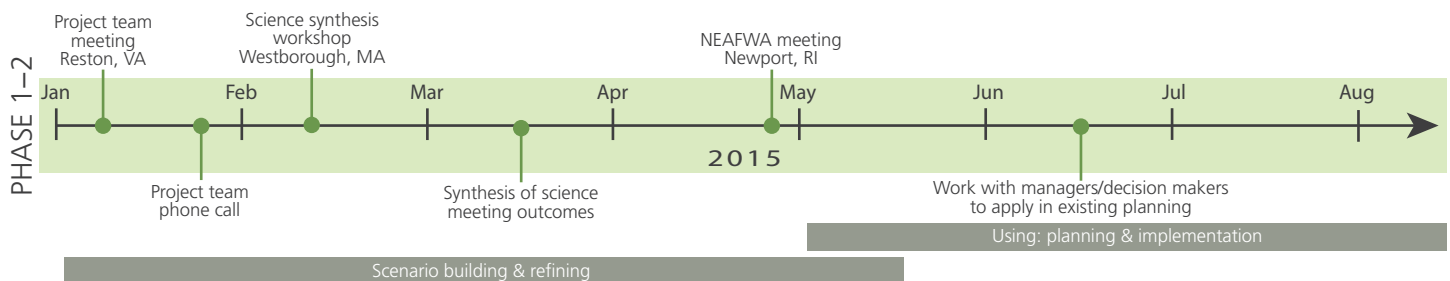 Project team
meeting
Reston, VA
Science synthesis
workshop
Westborough, MA
NEAFWA meeting
Newport, RI
PHASE 1–2
Jan
Feb
Mar
Apr
May
Jun
Jul
Aug
2015
Project team
phone call
Synthesis of science
meeting outcomes
Work with managers/decision makers
to apply in existing planning
Using: planning & implementation
Scenario building & refining